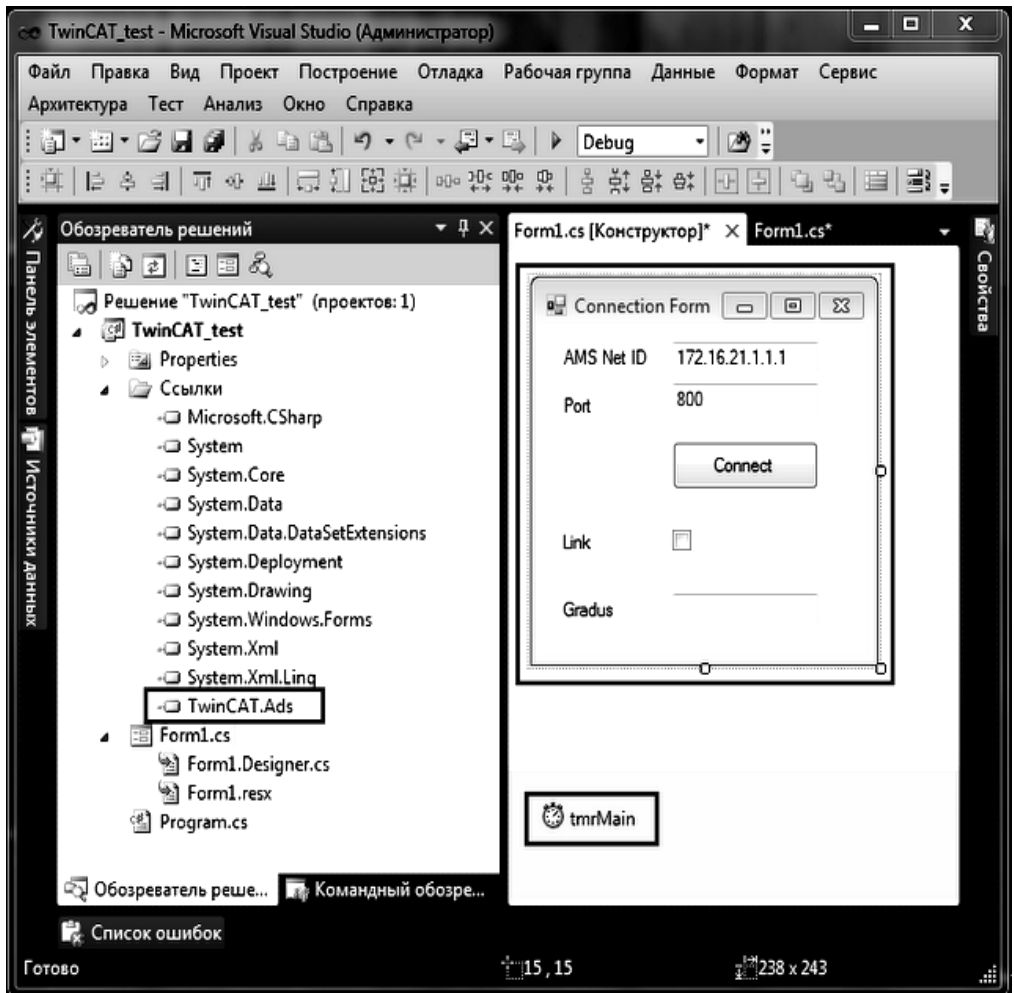 TwinCAT_test - Microsoft Visual Studio (Администратор)
Файл Правка Вид Проект Построение Отладка Рабочая группа Данные Формат Сервис
Архитектура Тест Анализ Окно Справка
Debug
Панель элементов
Источники данных
Обозреватель решений
Решение "TwinCAT_test" (проектов: 1)
TwinCAT_test
Properties
Ссылки
Microsoft.CSharp
System
System.Core
System.Data
System.Data.DataSetExtensions
System.Deployment
System.Drawing
System.Windows.Forms
System.Xml
System.Xml.Linq
TwinCAT.Ads
Form1.cs
Form1.Designer.cs
Form1.resx
Program.cs
Обозреватель реше... Командный обозре...
Form1.cs [Конструктор]* Form1.cs*
Connection Form
AMS Net ID 172.16.21.1.1.1
Port 800
Connect
Link
Gradus
tmrMain
Свойства
Список ошибок
Готово 15 , 15 238 x 243